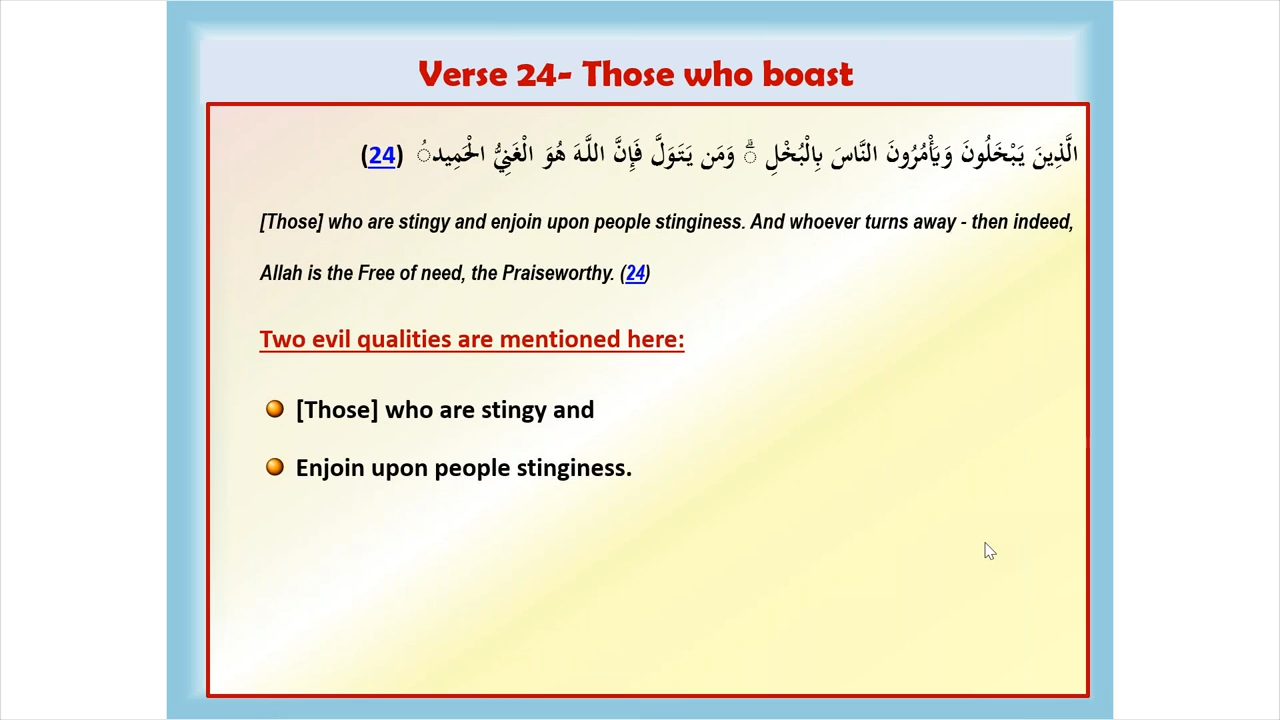 Verse 24- Those who boast
الَّذِينَ يَبْخَلُونَ وَيَأْمُرُونَ النَّاسَ بِالْبُخْلِ ۗ وَمَن يَتَوَلَّ فَإِنَّ اللَّهَ هُوَ الْغَنِيُّ الْحَمِيدُ (24)
[Those] who are stingy and enjoin upon people stinginess. And whoever turns away - then indeed,
Allah is the Free of need, the Praiseworthy. (24)
Two evil qualities are mentioned here:
[Those] who are stingy and
Enjoin upon people stinginess.